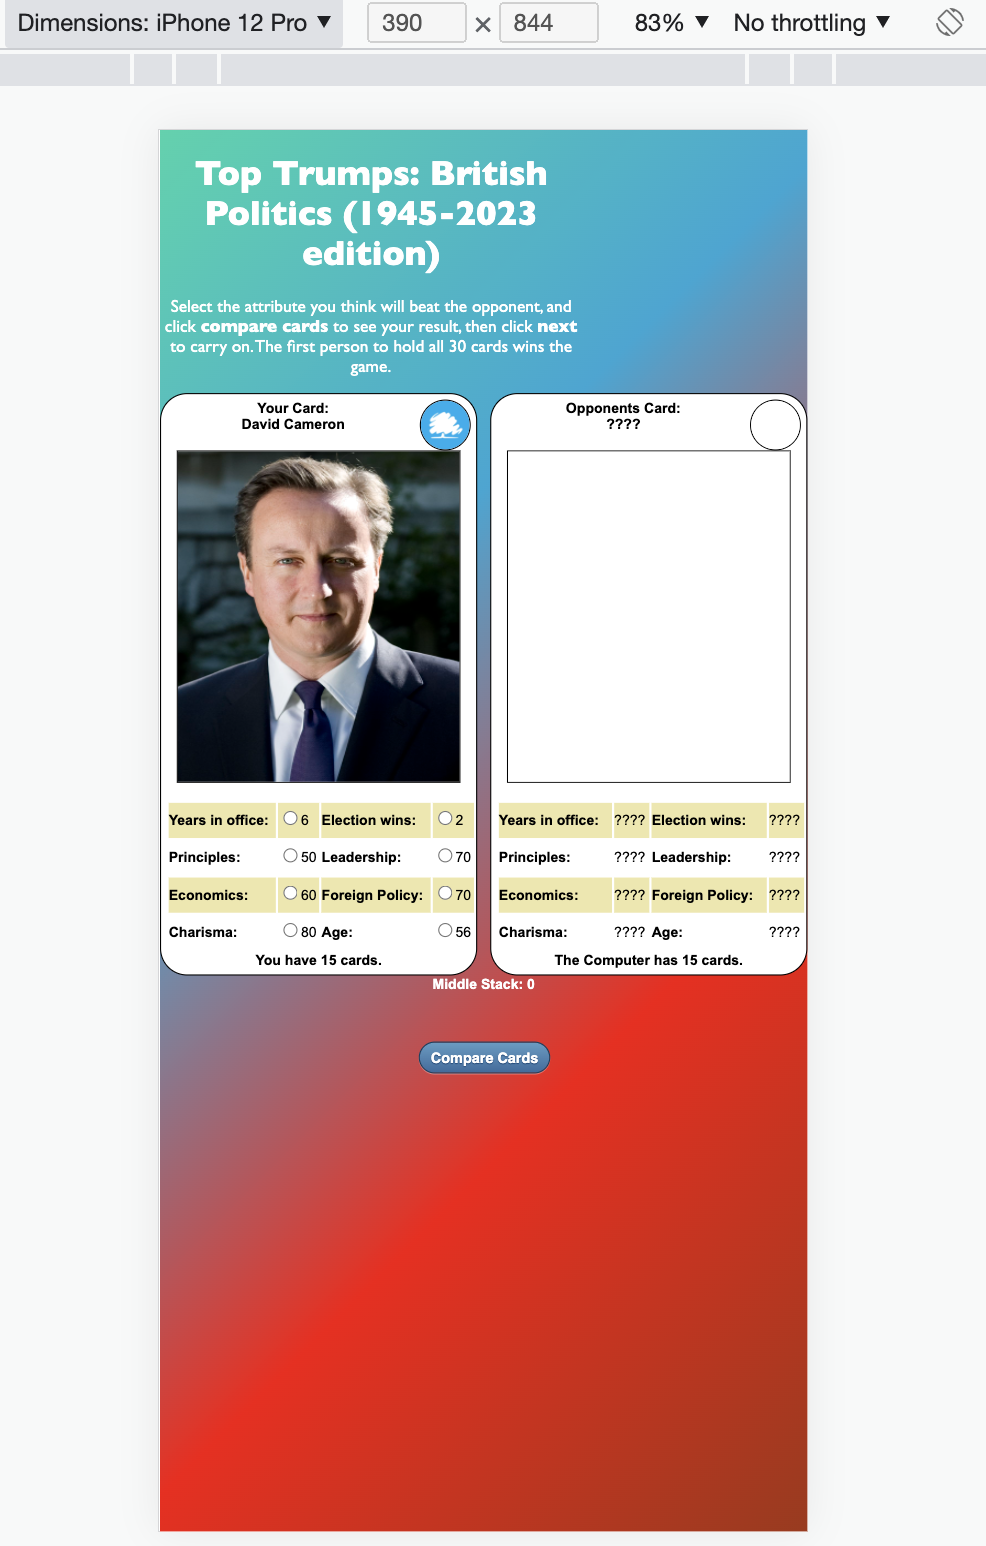 Dimensions: iPhone 12 Pro ▼ 390 × 844 83% ▼ No throttling ▼
Top Trumps: British
Politics (1945-2023
edition)
Select the attribute you think will beat the opponent, and
click compare cards to see your result, then click next
to carry on. The first person to hold all 30 cards wins the
game.
Your Card:
David Cameron
Years in office: 6 Election wins: 2
Principles: 50 Leadership: 70
Economics: 60 Foreign Policy: 70
Charisma: 80 Age: 56
You have 15 cards.
Opponents Card:
????
Years in office: ???? Election wins: ????
Principles: ???? Leadership: ????
Economics: ???? Foreign Policy: ????
Charisma: ???? Age: ????
The Computer has 15 cards.
Middle Stack: 0
Compare Cards